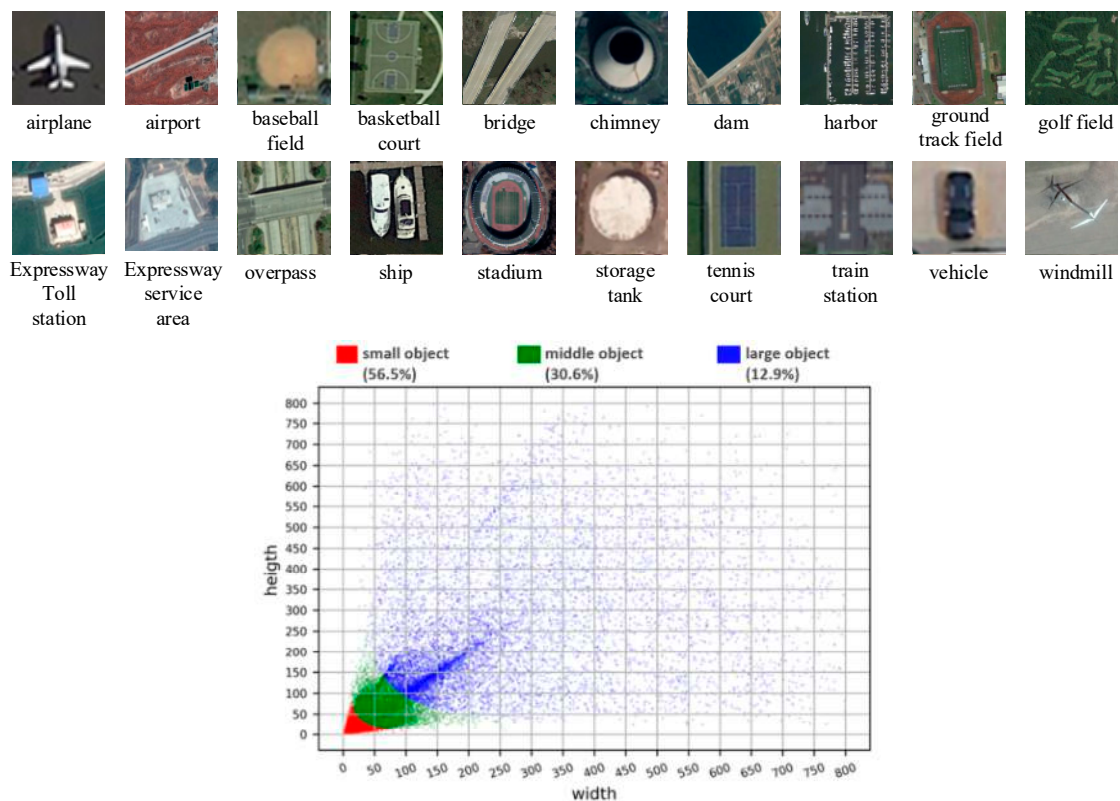 airplane
airport
baseball
field
basketball
court
bridge
chimney
dam
harbor
ground
track field
golf field
Expressway
Toll
station
Expressway
service
area
overpass
ship
stadium
storage
tank
tennis
court
train
station
vehicle
windmill
small object
(56.5%)
middle object
(30.6%)
large object
(12.9%)
800
750
700
650
600
550
500
450
400
350
300
250
200
150
100
50
0
heigth
0 50 100 150 200 250 300 350 400 450 500 550 600 650 700 750 800
width